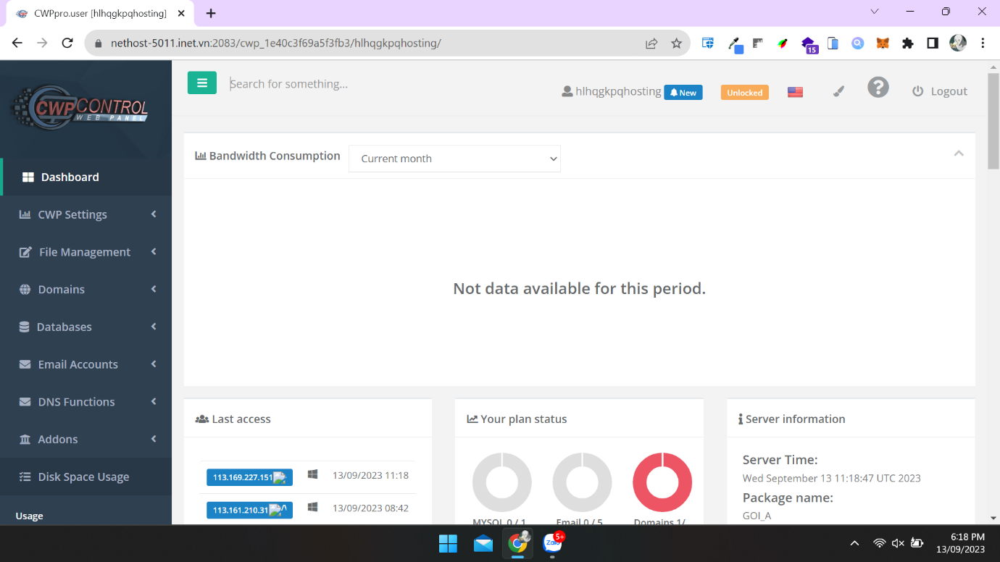 CWPpro.user [hlhqgkpqhosting]
nethost-5011.inet.vn:2083/cwp_1e40c3f69a5f3fb3/hlhqgkpqhosting/
15
CWPCONTROL
WEB PANEL
Search for something...
hlhqgkpqhosting New
Unlocked
Logout
Dashboard
CWP Settings
File Management
Domains
Databases
Email Accounts
DNS Functions
Addons
Disk Space Usage
Usage
Bandwidth Consumption
Current month
Not data available for this period.
Last access
113.169.227.151 13/09/2023 11:18
113.161.210.31 13/09/2023 08:42
Your plan status
MYSQL 0 / 1 Email 0 / 5 Domains 1/
Server information
Server Time:
Wed September 13 11:18:47 UTC 2023
Package name:
GOI_A
Zalo
5+
6:18 PM
13/09/2023